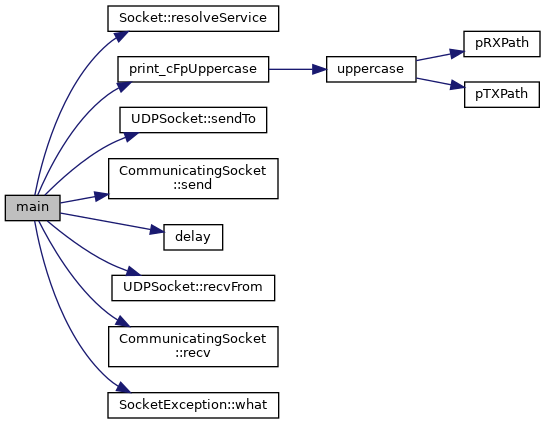 main
Socket::resolveService
print_cFpUppercase
uppercase
pRXPath
pTXPath
UDPSocket::sendTo
CommunicatingSocket
::send
delay
UDPSocket::recvFrom
CommunicatingSocket
::recv
SocketException::what